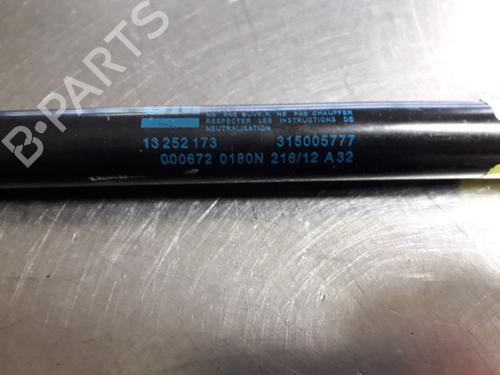 B-PARTS
NE PAS OUVRIR. NE PAS CHAUFFER
RESPECTER LES INSTRUCTIONS DE
NEUTRALISATION
13 252 173 315005777
000672 0180N 216/12 A32